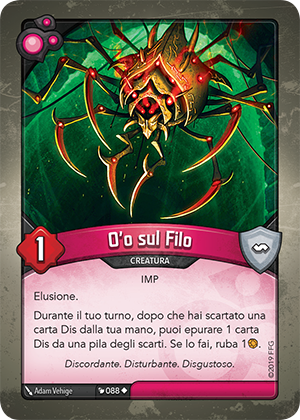 O'o sul Filo
CREATURA
1
IMP
Elusione.
Durante il tuo turno, dopo che hai scartato una
carta Dis dalla tua mano, puoi epurare 1 carta
Dis da una pila degli scarti. Se lo fai, ruba 1.
Discordante. Disturbante. Disgustoso.
Adam Vehige
088
©2019 FFG